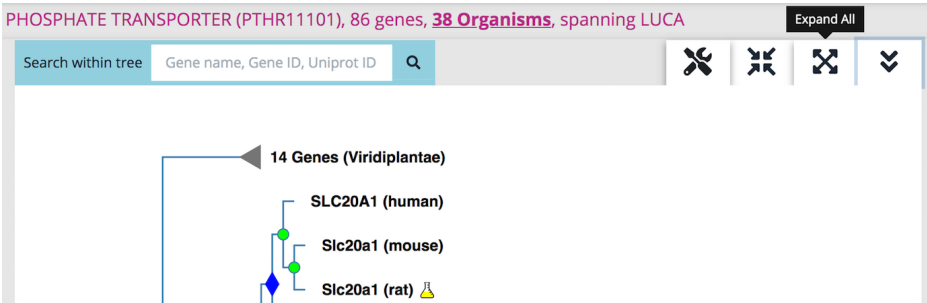 PHOSPHATE TRANSPORTER (PTHR11101), 86 genes, 38 Organisms, spanning LUCA
Expand All
Search within tree
Gene name, Gene ID, Uniprot ID
14 Genes (Viridiplantae)
SLC20A1 (human)
Slc20a1 (mouse)
Slc20a1 (rat)